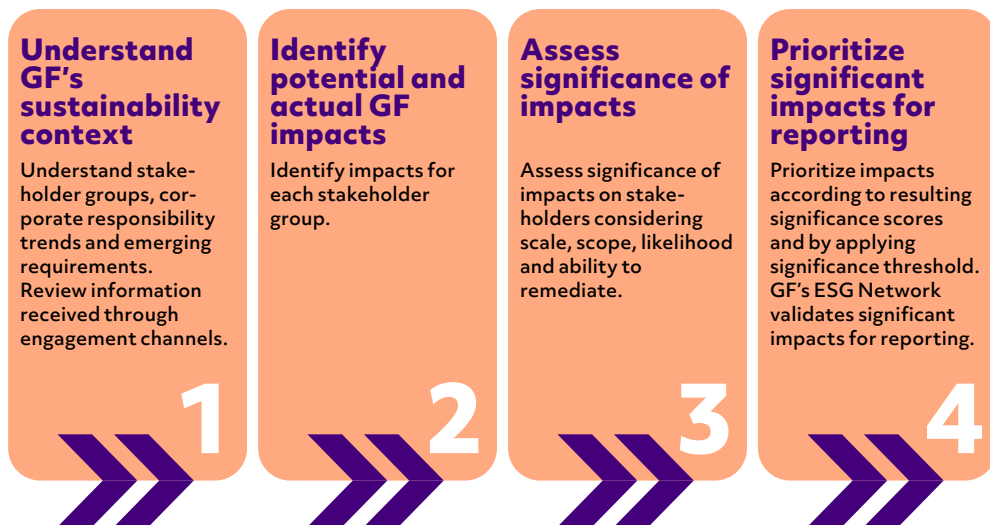 Understand
GF's
sustainability
context
Understand stake-
holder groups, cor-
porate responsibility
trends and emerging
requirements.
Review information
received through
engagement channels.
1
Identify
potential and
actual GF
impacts
Identify impacts for
each stakeholder
group.
2
Assess
significance of
impacts
Assess significance of
impacts on stake-
holders considering
scale, scope, likelihood
and ability to
remediate.
3
Prioritize
significant
impacts for
reporting
Prioritize impacts
according to resulting
significance scores
and by applying
significance threshold.
GF's ESG Network
validates significant
impacts for reporting.
4